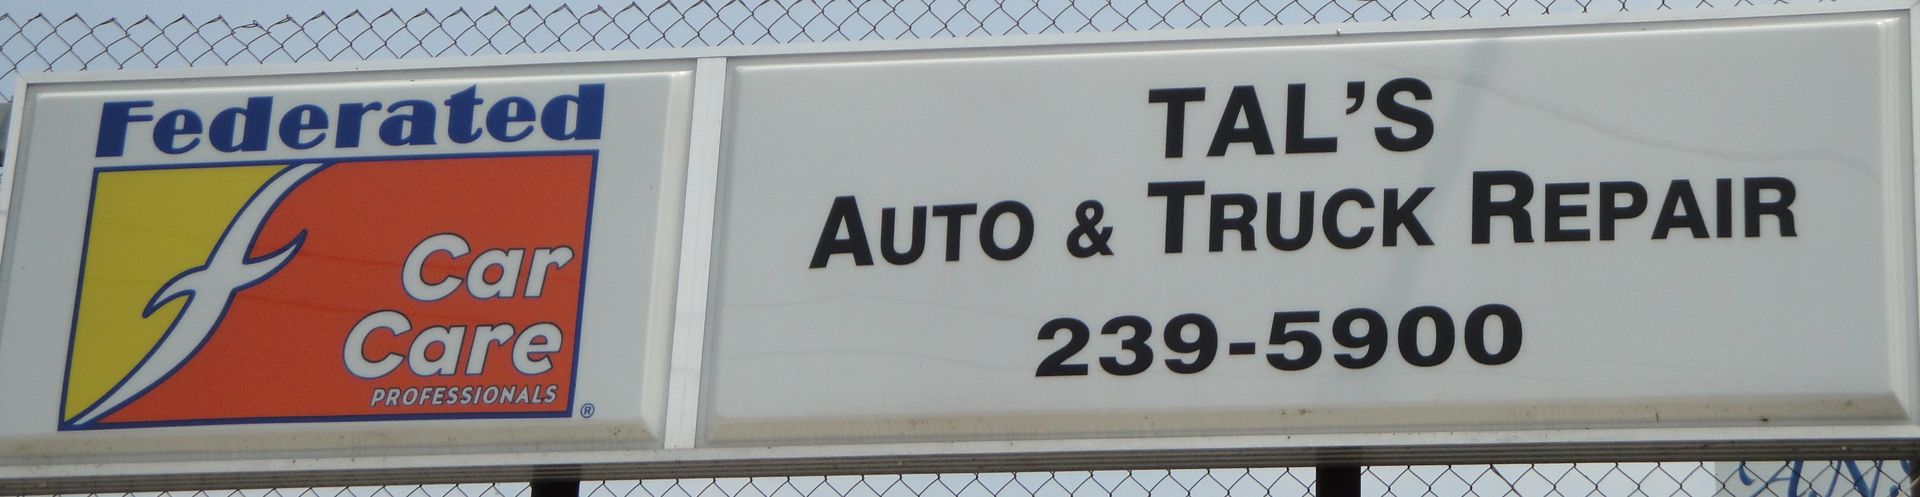 Federated
Car
Care
PROFESSIONALS
®
TAL'S
AUTO & TRUCK REPAIR
239-5900